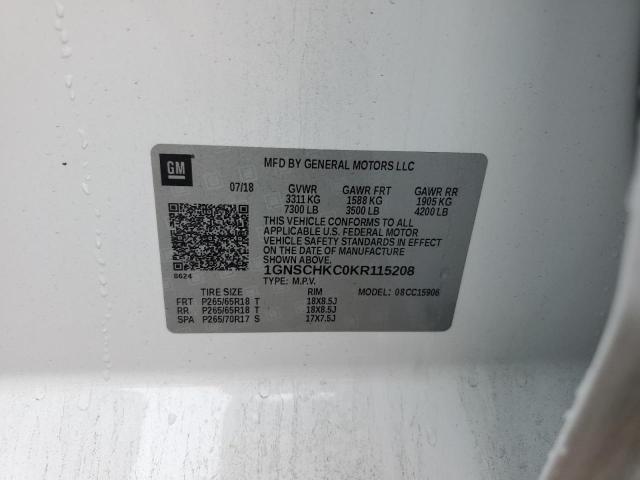 GM
MFD BY GENERAL MOTORS LLC
07/18 GVWR GAWR FRT GAWR RR
3311 KG 1588 KG 1905 KG
7300 LB 3500 LB 4200 LB
THIS VEHICLE CONFORMS TO ALL
APPLICABLE U.S. FEDERAL MOTOR
VEHICLE SAFETY STANDARDS IN EFFECT
ON THE DATE OF MANUFACTURE SHOWN ABOVE.
8624
1GNSCHKC0KR115208
TYPE: M.P.V. MODEL: 08CC15906
TIRE SIZE RIM
FRT P265/65R18 T 18X8.5J
RR P265/65R18 T 18X8.5J
SPA P265/70R17 S 17X7.5J